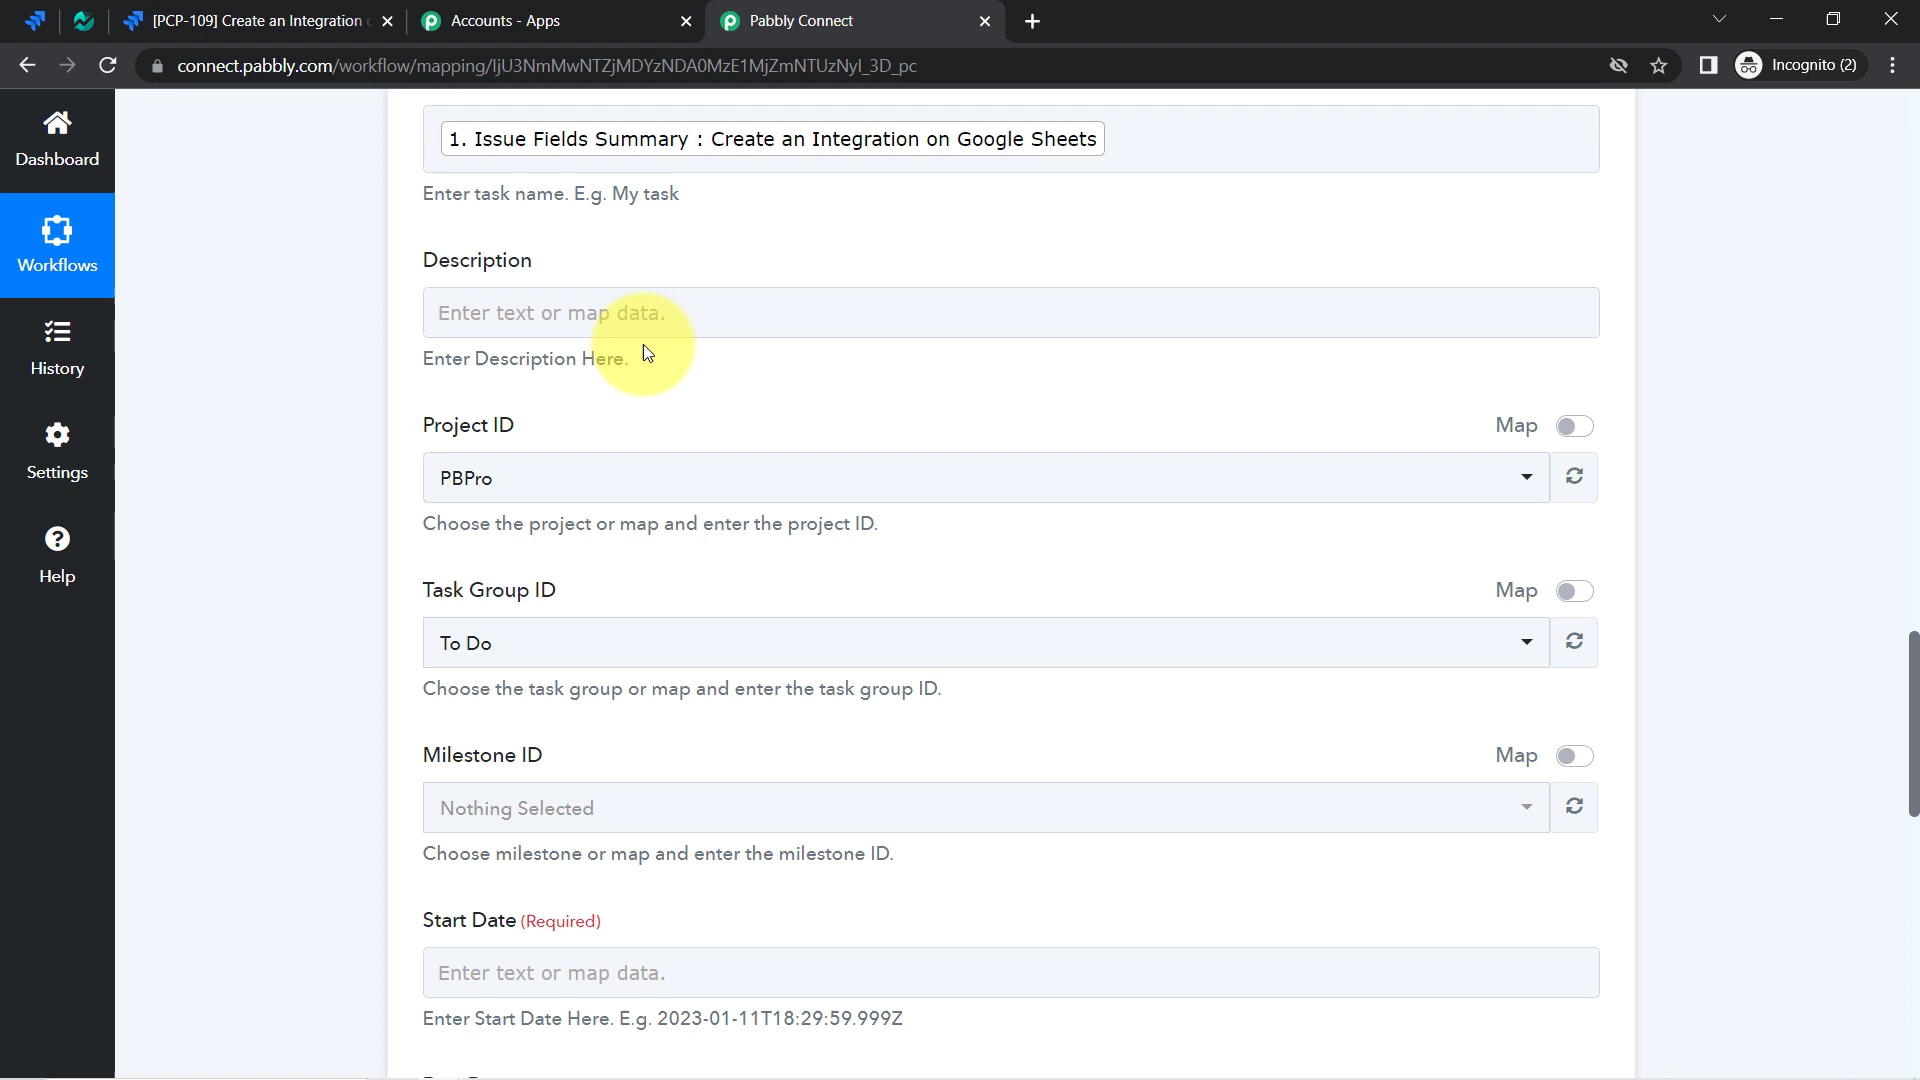 [PCP-109] Create an Integration
Accounts - Apps
Pabbly Connect
connect.pabbly.com/workflow/mapping/IjU3NmMwNTZjMDYzNDA0MzE1MjZmNTUzNyI_3D_pc
Incognito (2)
Dashboard
Workflows
History
Settings
Help
1. Issue Fields Summary : Create an Integration on Google Sheets
Enter task name. E.g. My task
Description
Enter text or map data.
Enter Description Here.
Project ID
Map
PBPro
Choose the project or map and enter the project ID.
Task Group ID
Map
To Do
Choose the task group or map and enter the task group ID.
Milestone ID
Map
Nothing Selected
Choose milestone or map and enter the milestone ID.
Start Date (Required)
Enter text or map data.
Enter Start Date Here. E.g. 2023-01-11T18:29:59.999Z